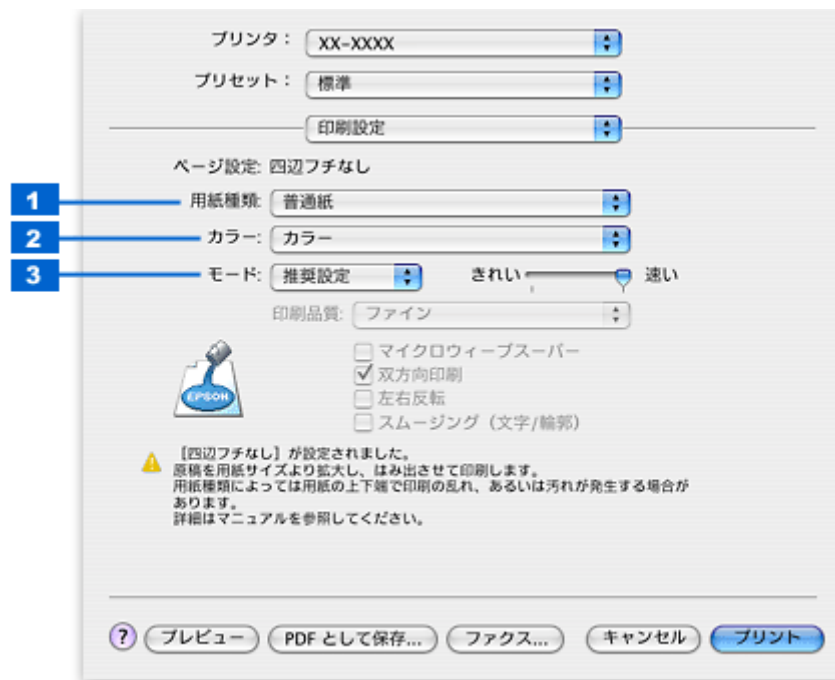 プリンタ： XX-XXXX
プリセット： 標準
印刷設定
ページ設定: 四辺フチなし
1 用紙種類: 普通紙
2 カラー: カラー
3 モード: 推奨設定 きれい 速い
印刷品質: ファイン
マイクロウィーブスーパー
双方向印刷
左右反転
スムージング（文字/輪郭）
EPSON
［四辺フチなし］が設定されました。
原稿を用紙サイズより拡大し、はみ出させて印刷します。
用紙種類によっては用紙の上下端で印刷の乱れ、あるいは汚れが発生する場合が
あります。
詳細はマニュアルを参照してください。
? プレビュー PDF として保存... ファクス... キャンセル プリント